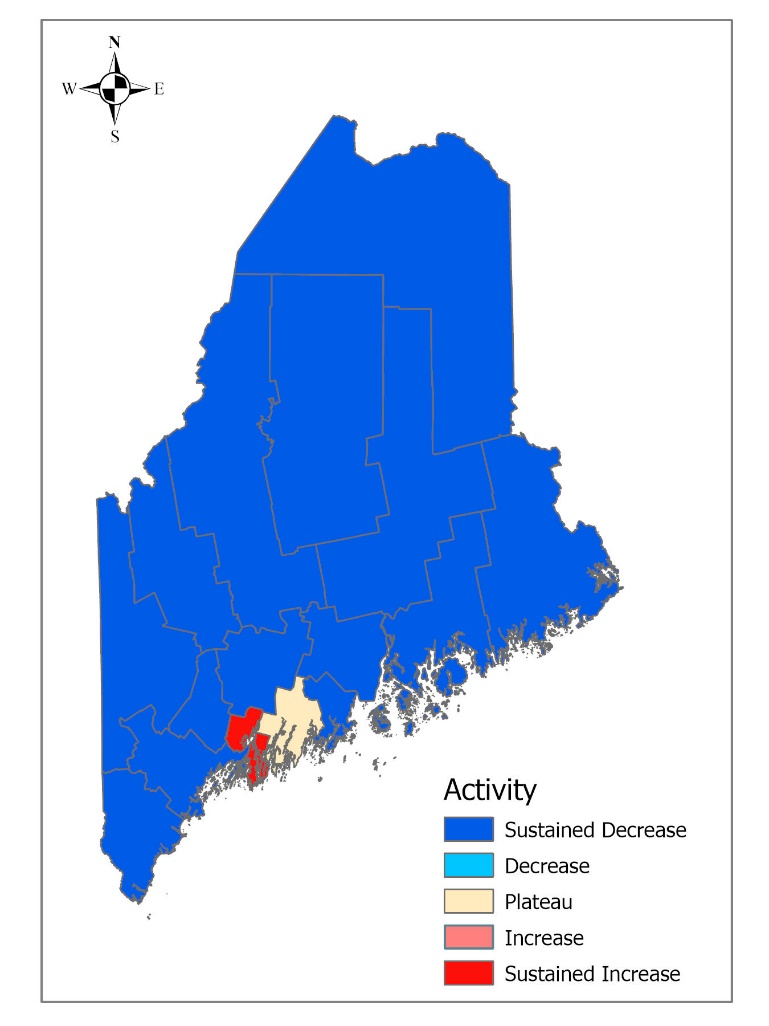 N
W E
S
Activity
Sustained Decrease
Decrease
Plateau
Increase
Sustained Increase